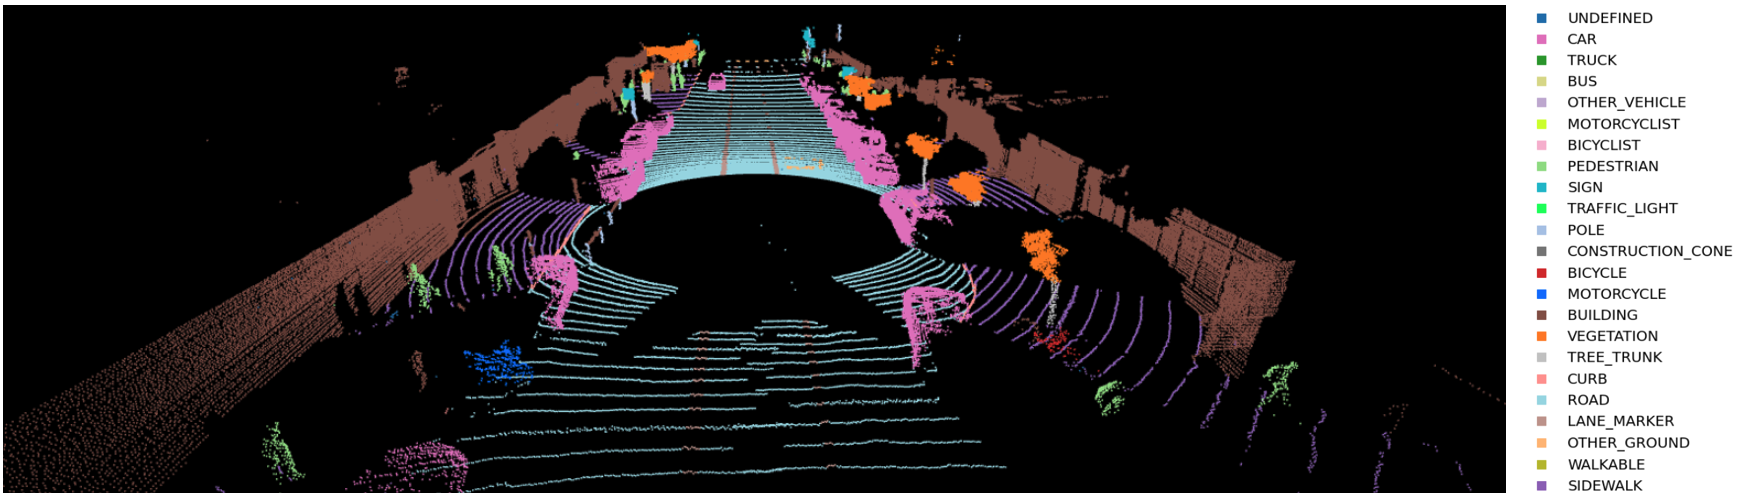 UNDEFINED
CAR
TRUCK
BUS
OTHER_VEHICLE
MOTORCYCLIST
BICYCLIST
PEDESTRIAN
SIGN
TRAFFIC_LIGHT
POLE
CONSTRUCTION_CONE
BICYCLE
MOTORCYCLE
BUILDING
VEGETATION
TREE_TRUNK
CURB
ROAD
LANE_MARKER
OTHER_GROUND
WALKABLE
SIDEWALK